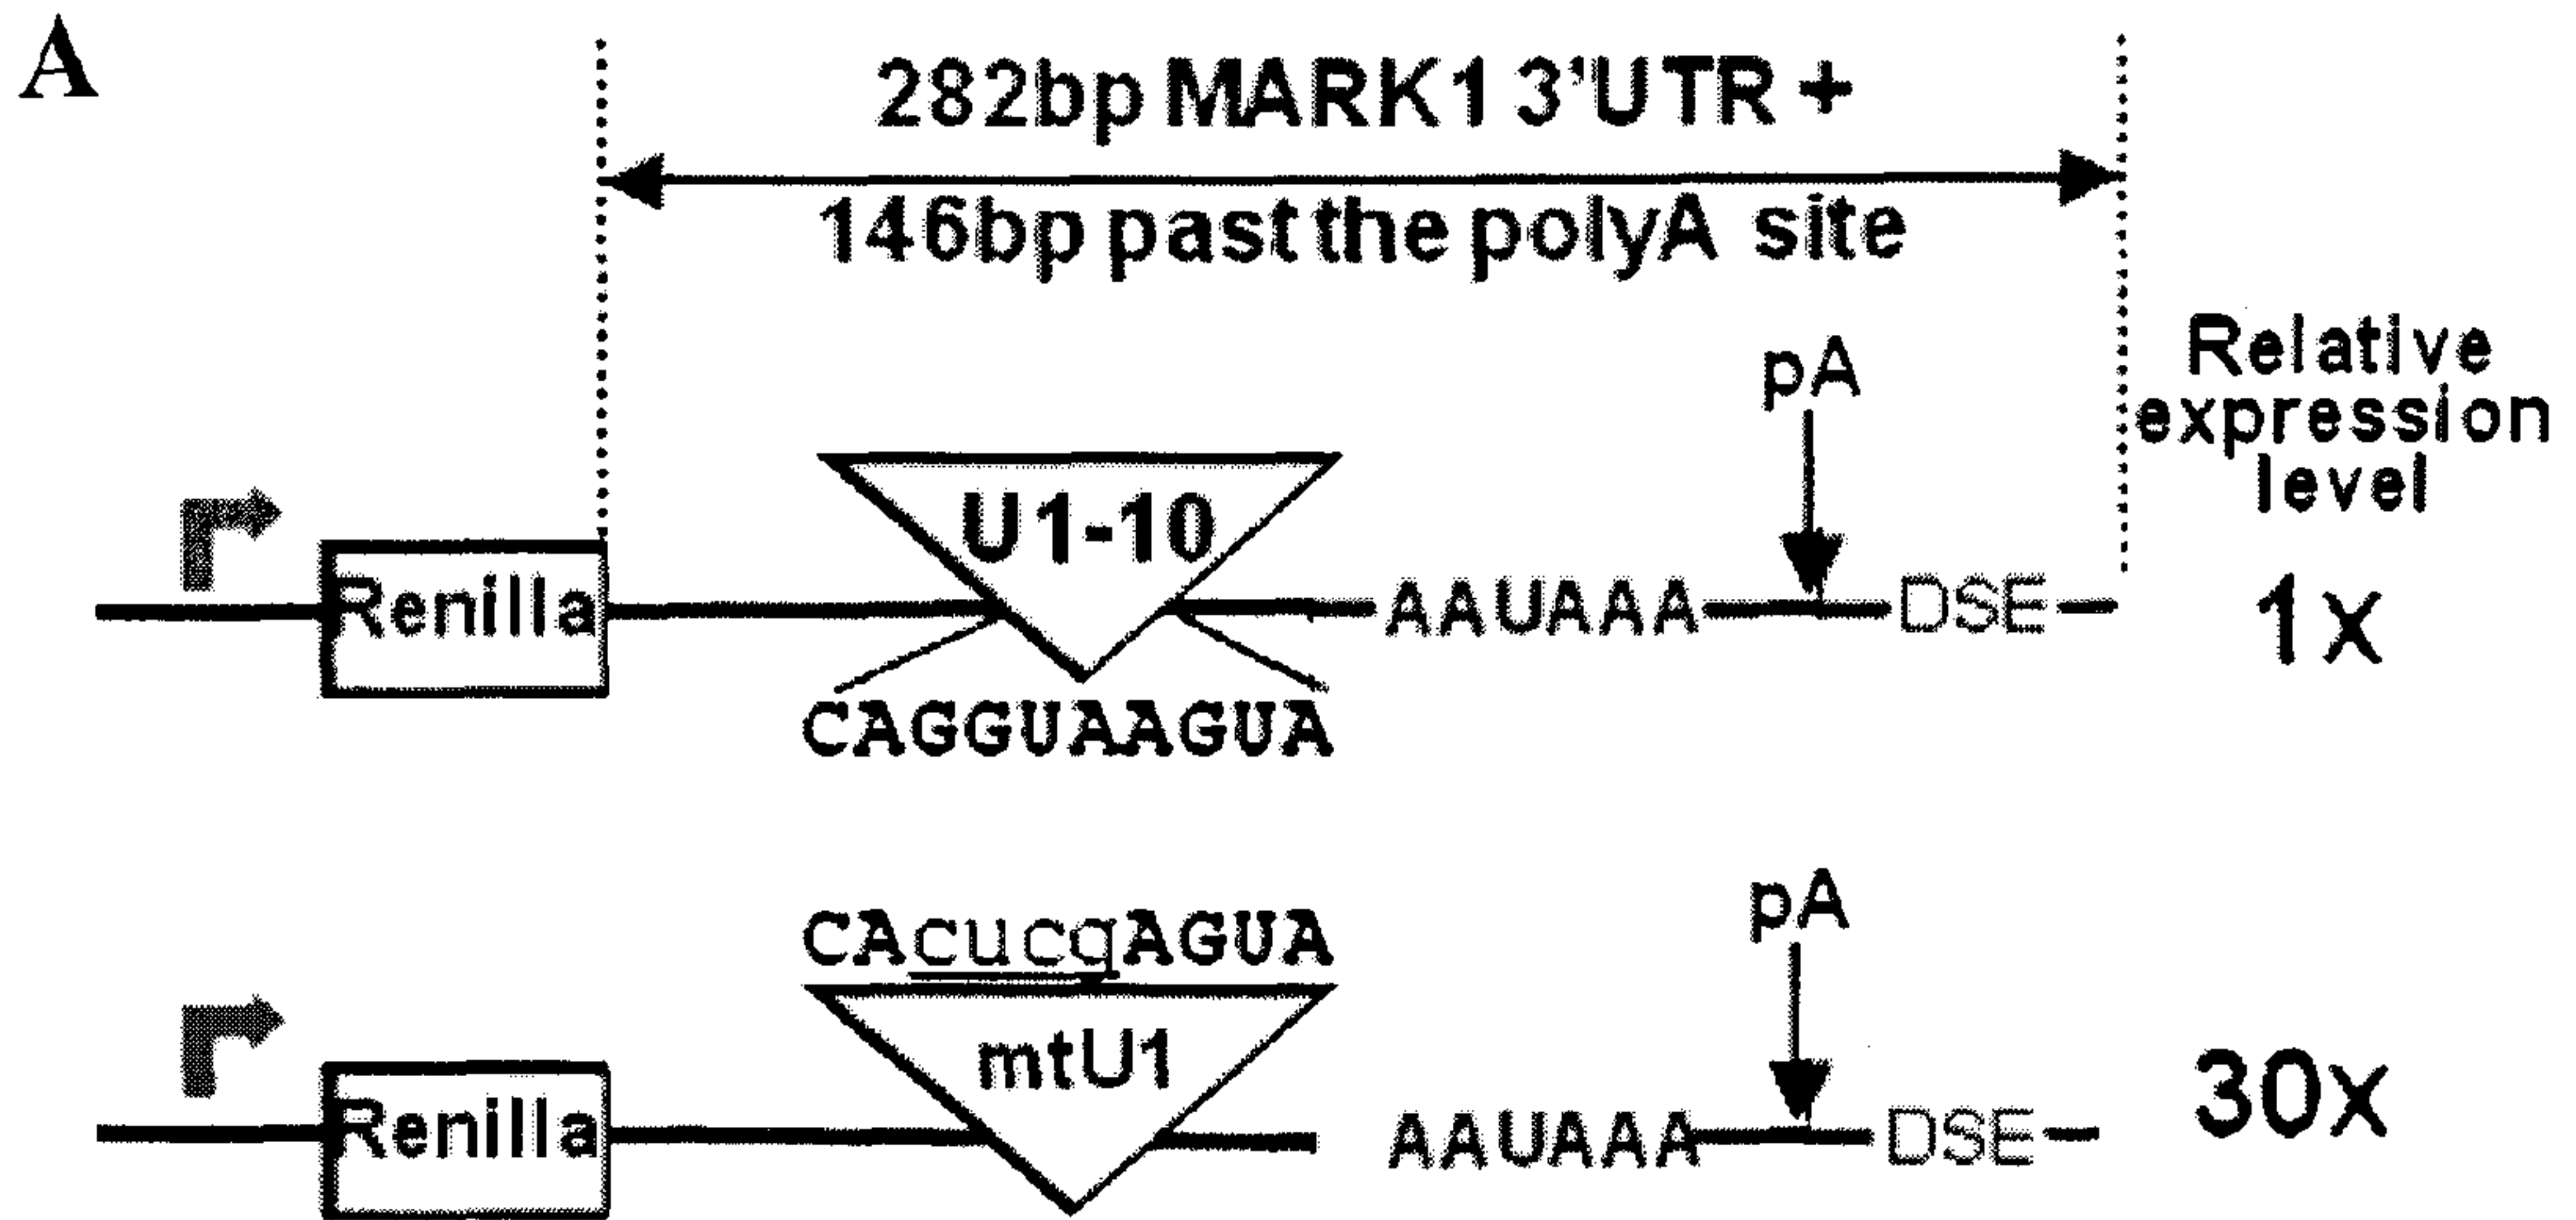 A
282bp MARK1 3'UTR +
146bp past the polyA site
Relative
expression
level
pA
U1-10
Renilla
AAUAAA
DSE
1x
CAGGUAAGUA
CAcucgAGUA
pA
mtU1
Renilla
AAUAAA
DSE
30x